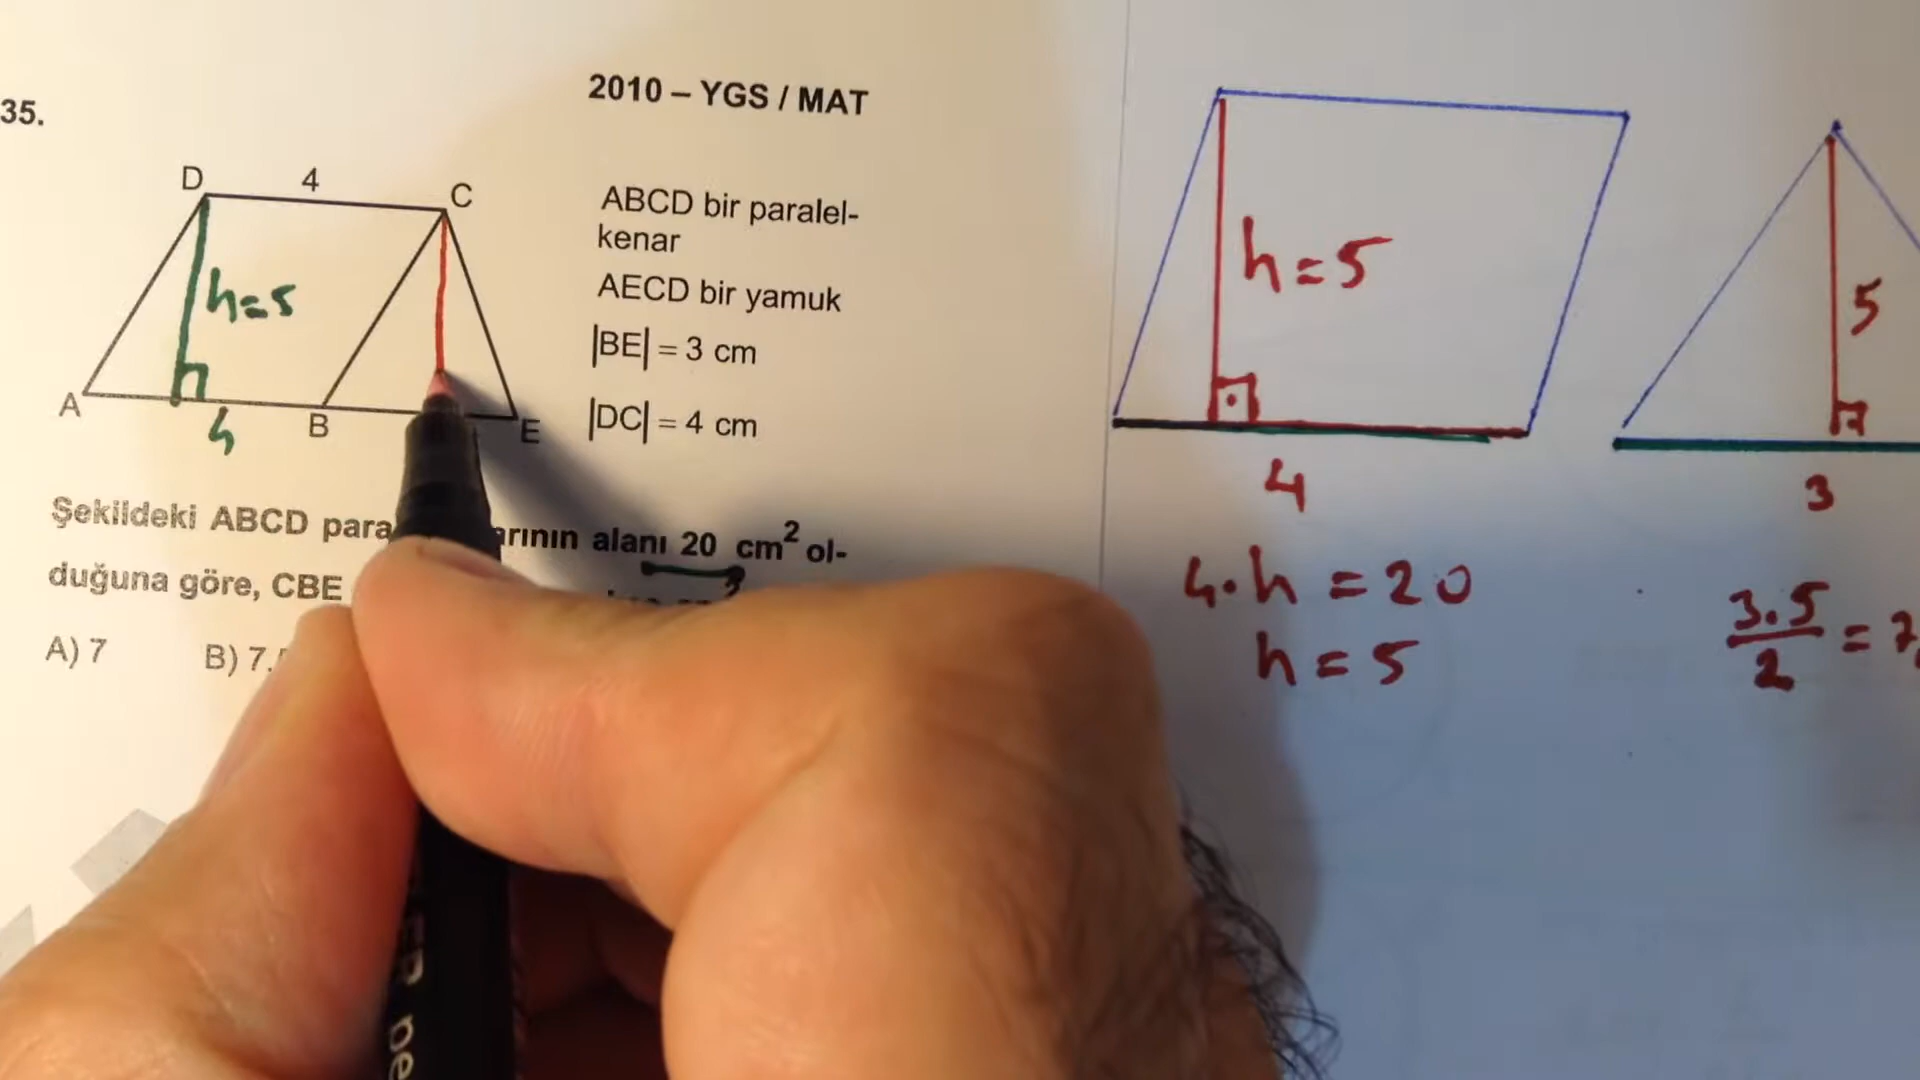 35.
2010 – YGS / MAT
D 4 C
ABCD bir paralel-
kenar
AECD bir yamuk
|BE| = 3 cm
|DC| = 4 cm
h=5
A B E
4
Şekildeki ABCD para arının alanı 20 cm² ol-
duğuna göre, CBE
A) 7 B) 7.
h=5
4
4.h=20
h=5
5
3
3.5/2 = 7,